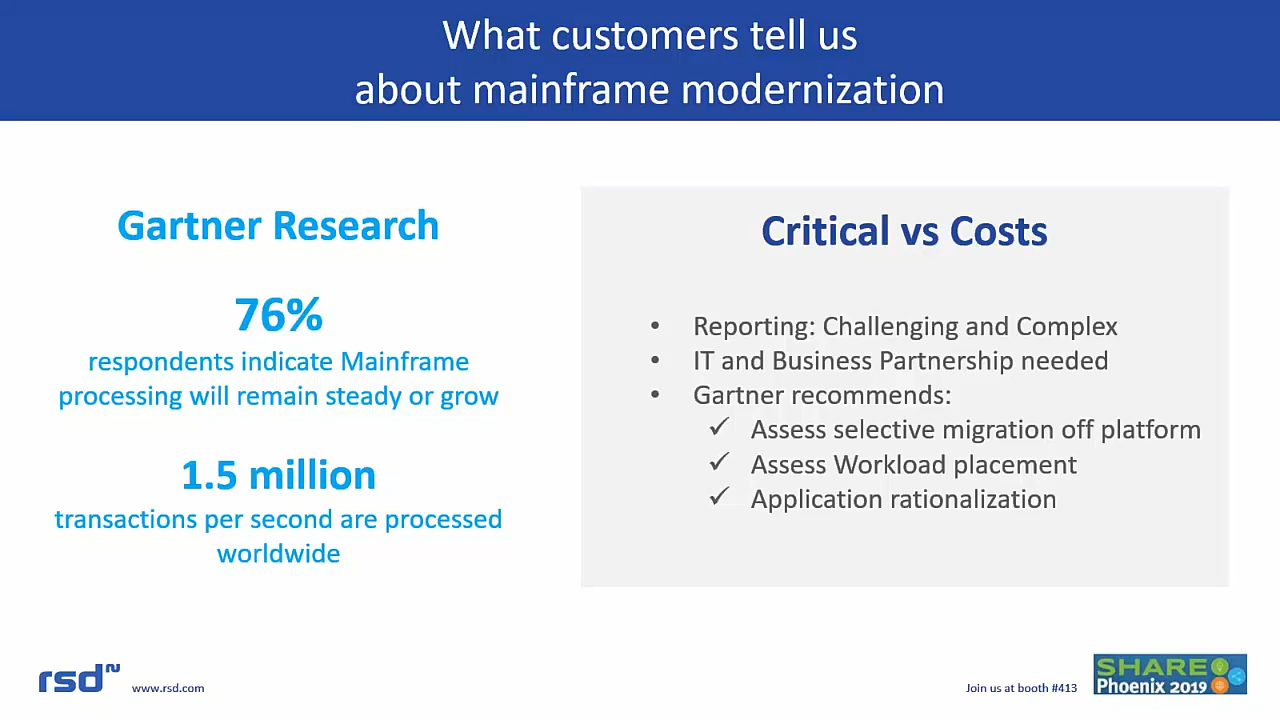 What customers tell us
about mainframe modernization
Gartner Research
76%
respondents indicate Mainframe
processing will remain steady or grow
1.5 million
transactions per second are processed
worldwide
Critical vs Costs
• Reporting: Challenging and Complex
• IT and Business Partnership needed
• Gartner recommends:
✓ Assess selective migration off platform
✓ Assess Workload placement
✓ Application rationalization
rsd
www.rsd.com
Join us at booth #413
SHARE
Phoenix 2019